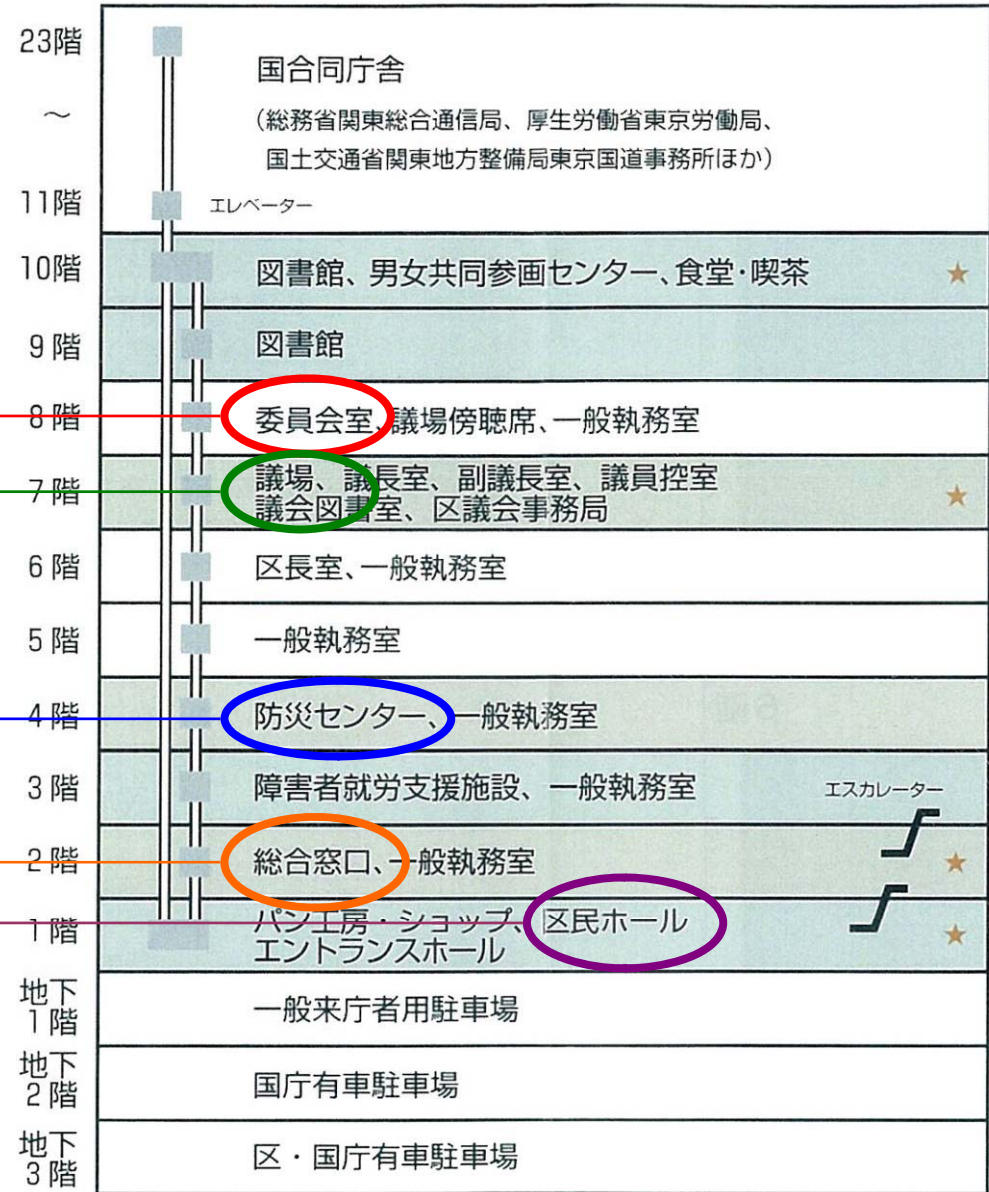 23階
国合同庁舎
~
(総務省関東総合通信局、厚生労働省東京労働局、
国土交通省関東地方整備局東京国道事務所ほか)
11階 エレベーター
10階 図書館、男女共同参画センター、食堂・喫茶 ★
9階 図書館
8階 委員会室、議場傍聴席、一般執務室
7階 議場、議長室、副議長室、議員控室 ★
議会図書室、区議会事務局
6階 区長室、一般執務室
5階 一般執務室
4階 防災センター、一般執務室
3階 障害者就労支援施設、一般執務室 エスカレーター
2階 総合窓口、一般執務室 ★
1階 パン工房・ショップ、区民ホール ★
エントランスホール
地下
1階 一般来庁者用駐車場
地下
2階 国庁有車駐車場
地下
3階 区・国庁有車駐車場